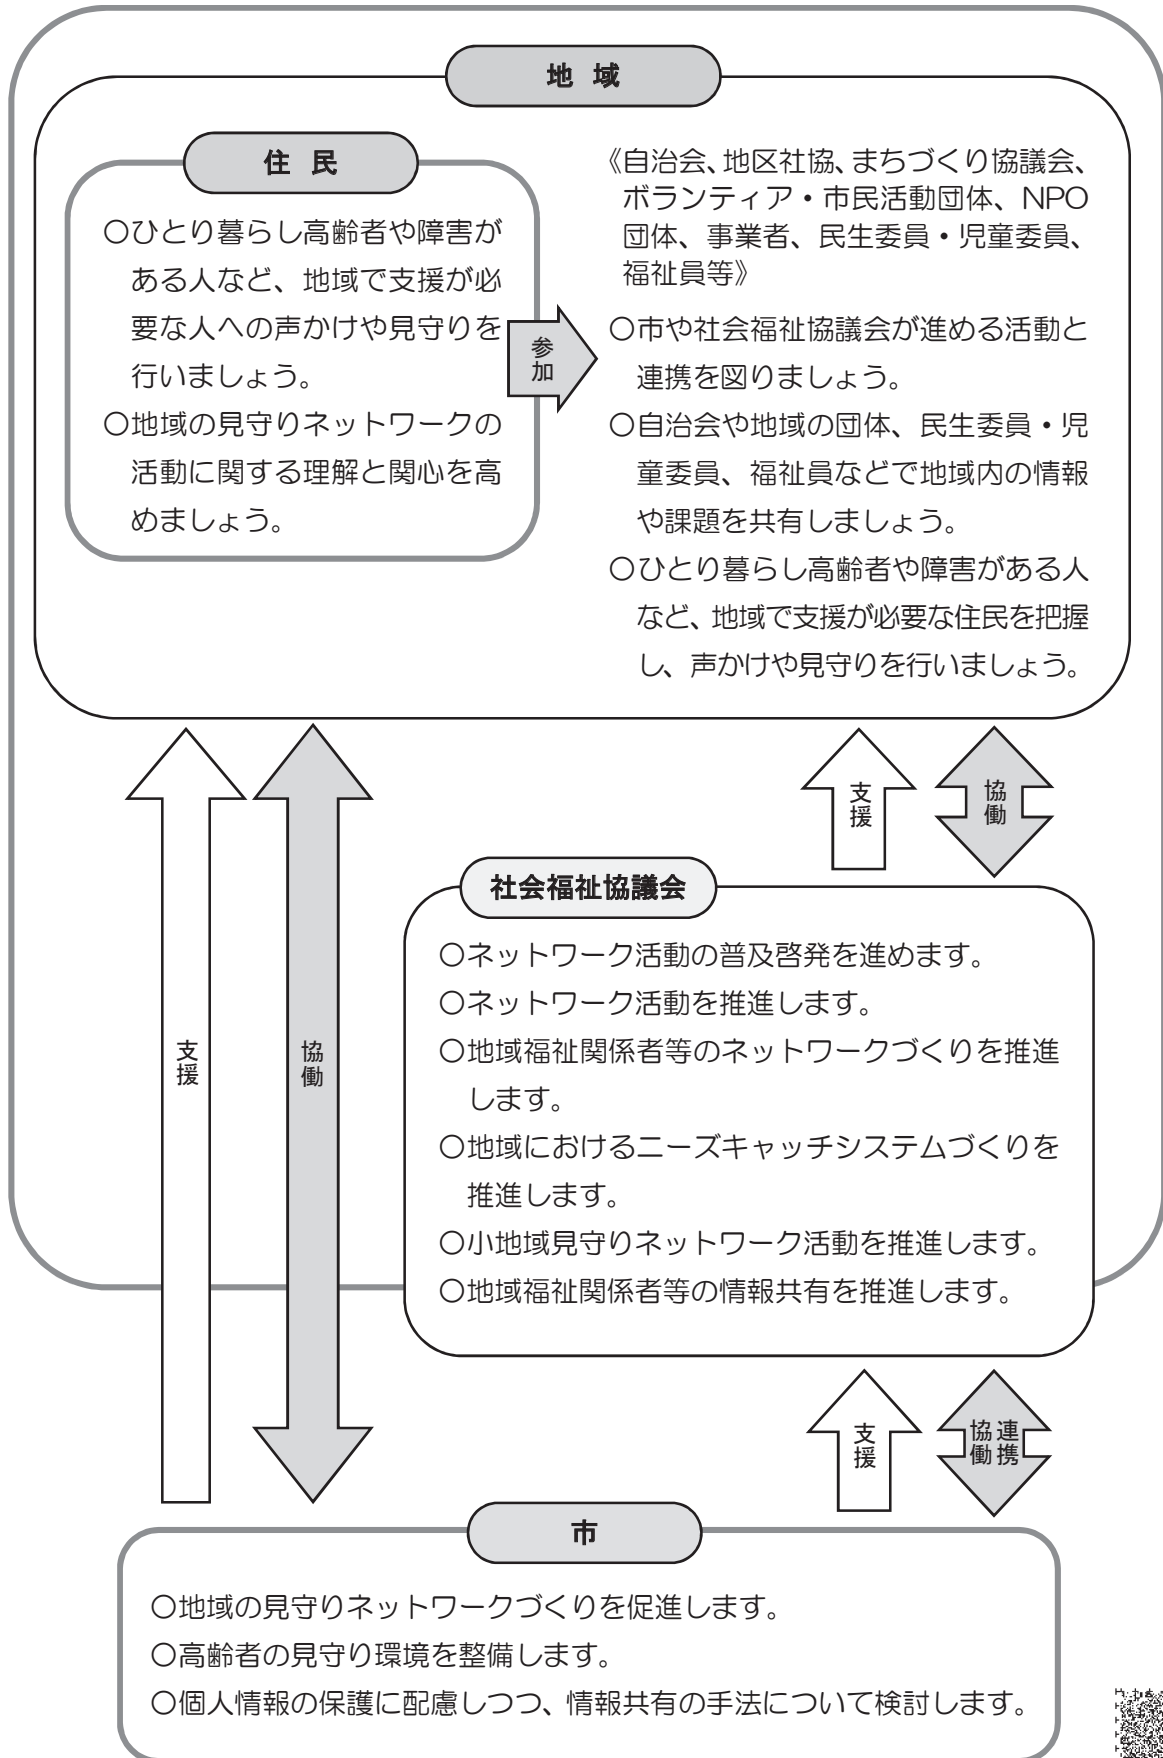 地域
住民
○ひとり暮らし高齢者や障害が
ある人など、地域で支援が必
要な人への声かけや見守りを
行いましょう。
○地域の見守りネットワークの
活動に関する理解と関心を高
めましょう。
参加
《自治会、地区社協、まちづくり協議会、
ボランティア・市民活動団体、NPO
団体、事業者、民生委員・児童委員、
福祉員等》
○市や社会福祉協議会が進める活動と
連携を図りましょう。
○自治会や地域の団体、民生委員・児
童委員、福祉員などで地域内の情報
や課題を共有しましょう。
○ひとり暮らし高齢者や障害がある人
など、地域で支援が必要な住民を把握
し、声かけや見守りを行いましょう。
支援
協働
支援
協働
社会福祉協議会
○ネットワーク活動の普及啓発を進めます。
○ネットワーク活動を推進します。
○地域福祉関係者等のネットワークづくりを推進
します。
○地域におけるニーズキャッチシステムづくりを
推進します。
○小地域見守りネットワーク活動を推進します。
○地域福祉関係者等の情報共有を推進します。
支援
連携
協働
市
○地域の見守りネットワークづくりを促進します。
○高齢者の見守り環境を整備します。
○個人情報の保護に配慮しつつ、情報共有の手法について検討します。